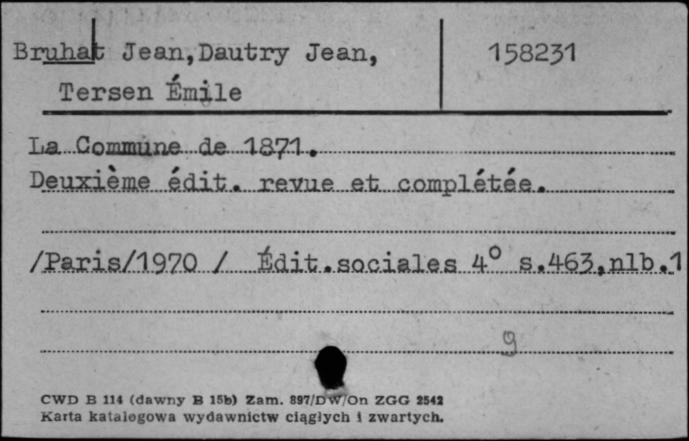 Bruhat Jean,Dautry Jean,
158231
Tersen Émile
La Commune de 1871.
Deuxième édit. revue et complétée.
/Paris/1970 / Édit.sociales 4° s.463,nlb.1
9
CWD B 114 (dawny B 15b) Zam. 897/DW/On ZGG 2542
Karta katalogowa wydawnictw ciągłych i zwartych.